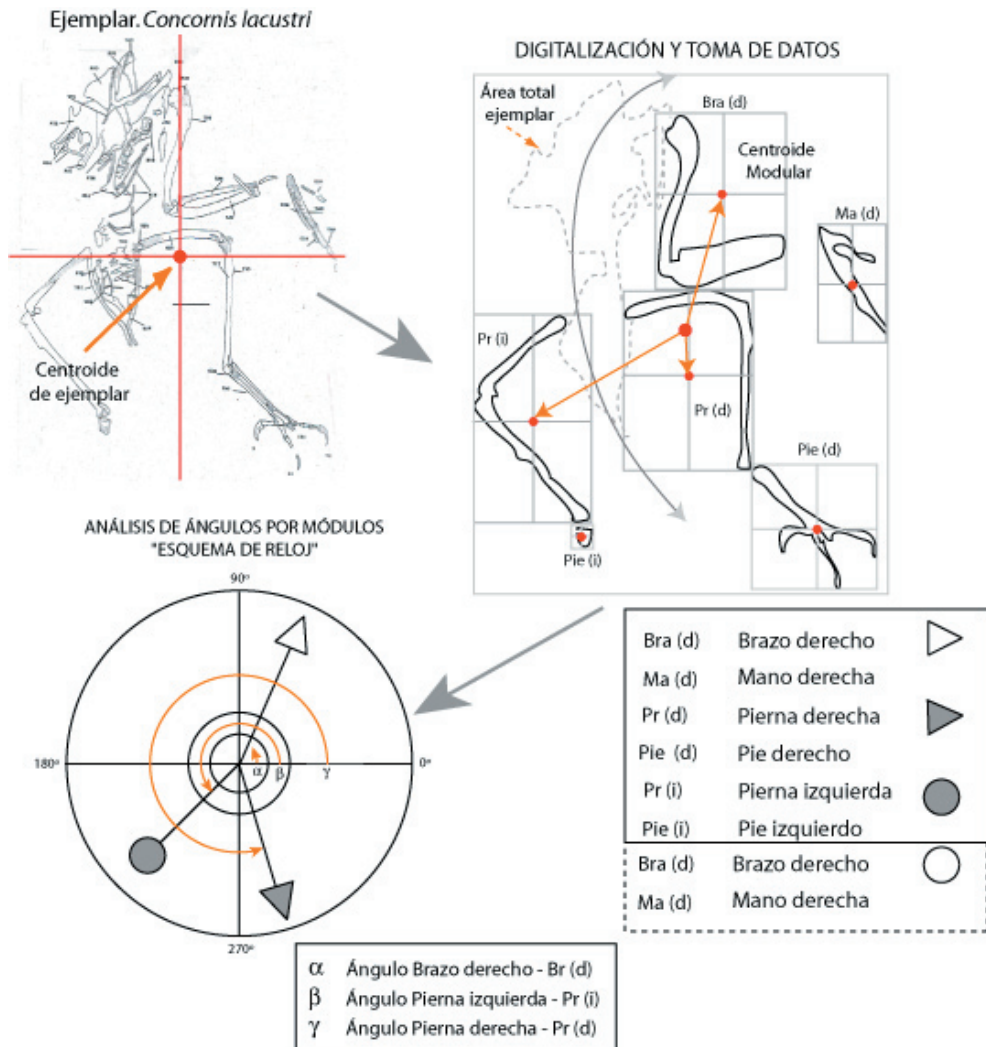 Ejemplar. Concornis lacustri
Centroide
de ejemplar
DIGITALIZACIÓN Y TOMA DE DATOS
Área total
ejemplar
Bra (d)
Centroide
Modular
Ma (d)
Pr (i)
Pr (d)
Pie (d)
Pie (i)
ANÁLISIS DE ÁNGULOS POR MÓDULOS
"ESQUEMA DE RELOJ"
90º
180º
α
β
γ
0º
270º
Bra (d) Brazo derecho
Ma (d) Mano derecha
Pr (d) Pierna derecha
Pie (d) Pie derecho
Pr (i) Pierna izquierda
Pie (i) Pie izquierdo
Bra (d) Brazo derecho
Ma (d) Mano derecha
α Ángulo Brazo derecho - Br (d)
β Ángulo Pierna izquierda - Pr (i)
γ Ángulo Pierna derecha - Pr (d)